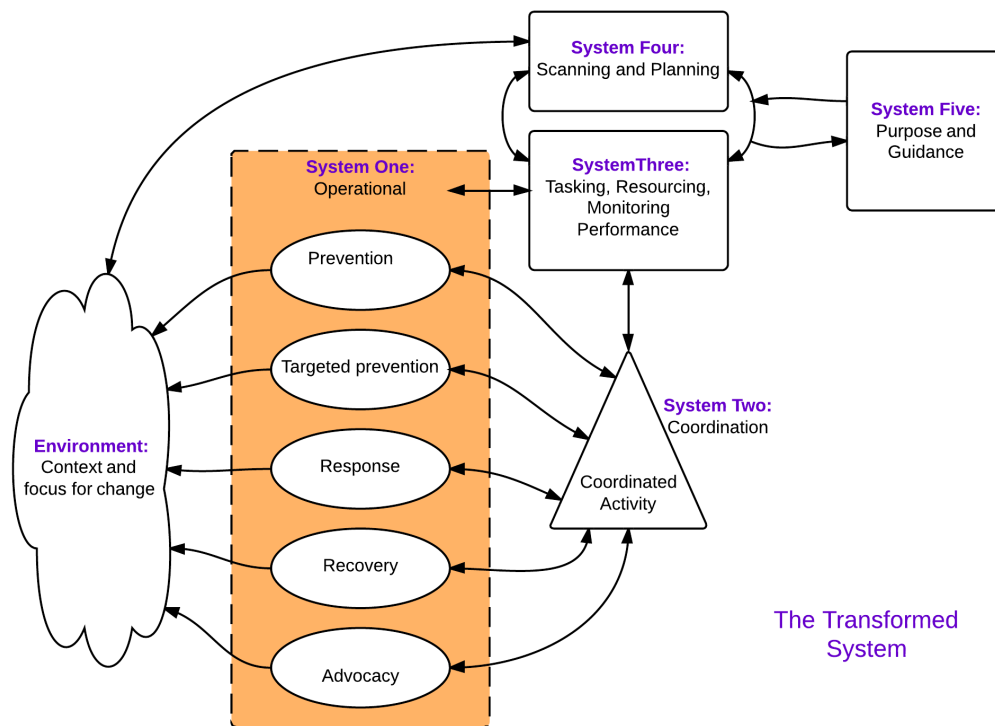 System Four:
Scanning and Planning
System Five:
Purpose and
Guidance
SystemThree:
Tasking, Resourcing,
Monitoring
Performance
System One:
Operational
Prevention
Targeted prevention
Response
Recovery
Advocacy
Environment:
Context and
focus for change
System Two:
Coordination
Coordinated
Activity
The Transformed
System